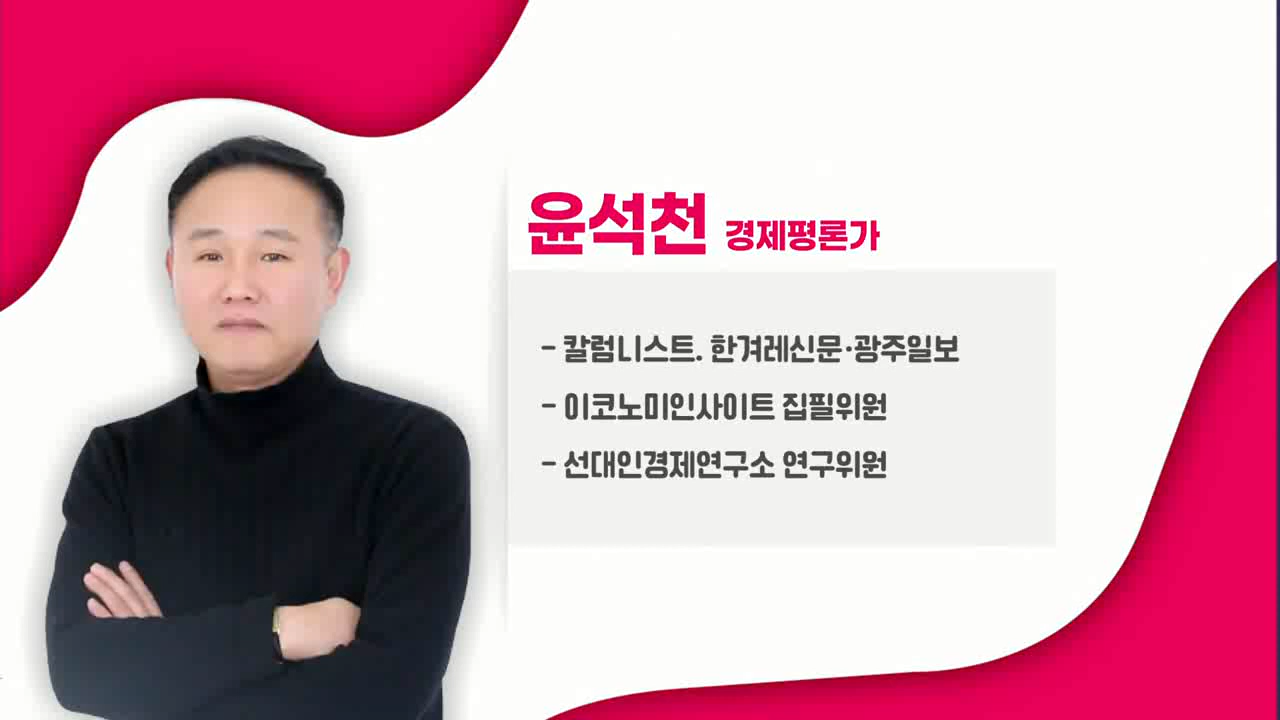 윤석천 경제평론가
- 칼럼니스트. 한겨레신문·광주일보
- 이코노미인사이트 집필위원
- 선대인경제연구소 연구위원